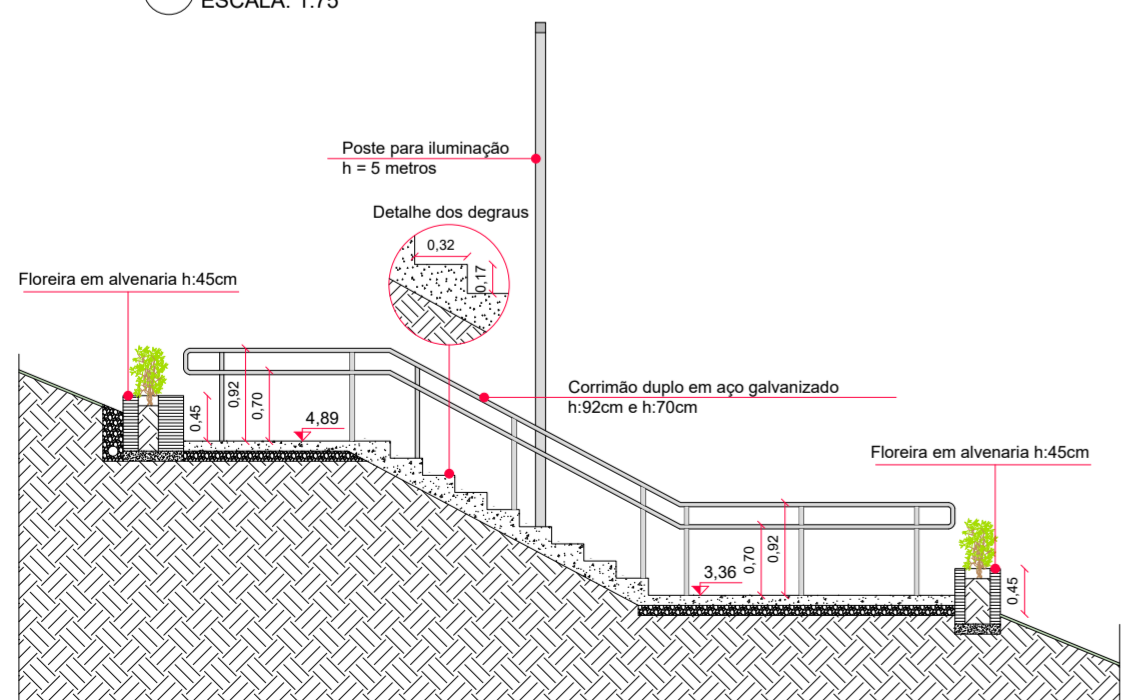 ESCALA: 1:75
Poste para iluminação
h = 5 metros
Detalhe dos degraus
0,32
0,17
Floreira em alvenaria h:45cm
Corrimão duplo em aço galvanizado
h:92cm e h:70cm
0,45
0,92
0,70
4,89
Floreira em alvenaria h:45cm
3,36
0,70
0,92
0,45